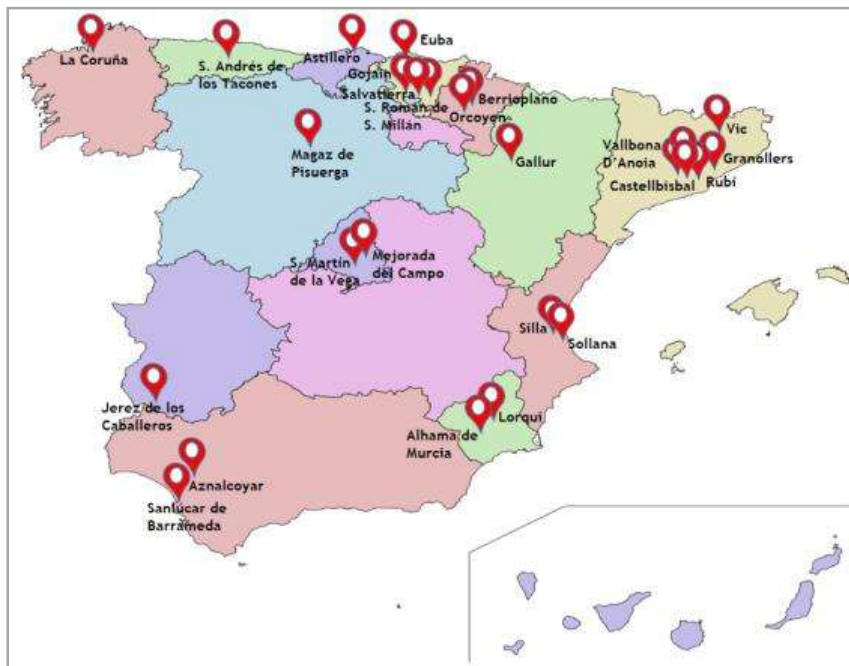 La Coruña
S. Andrés de
los Tacones
Astillero
Euba
Gojain
Salvatierra
S. Román de
S. Millán
Berrioplano
Orcoyen
Magaz de
Pisuerga
Gallur
Vic
Vallbona
D'Anoia
Granollers
Castellbisbal
Rubí
S. Martín
de la Vega
Mejorada
del Campo
Silla
Sollana
Jerez de los
Caballeros
Lorqui
Alhama de
Murcia
Aznalcoyar
Sanlúcar de
Barrameda